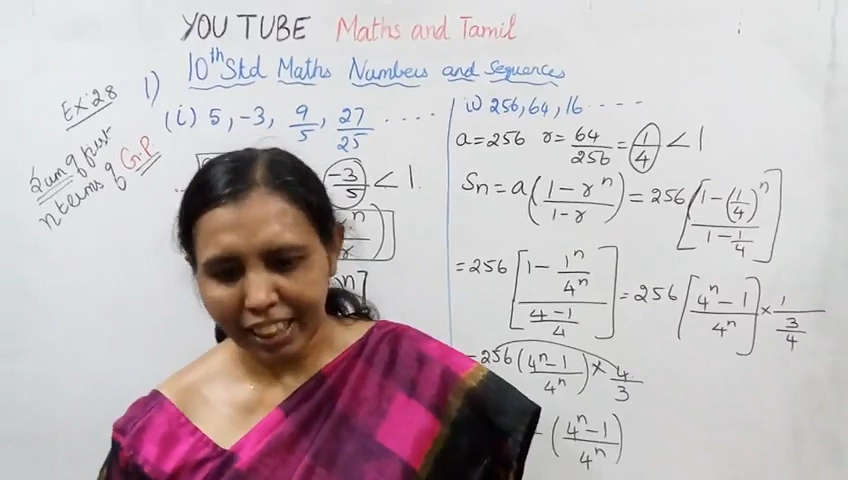 YOU TUBE Maths and Tamil
10th Std Maths Numbers and Sequences
EX:2.8 1)
Sum of first
n terms of G.P.
(i) 5, -3, 9/5, 27/25 ....
-3/5 < 1
ii) 256, 64, 16 ....
a = 256 r = 64/256 = 1/4 < 1
Sn = a((1 - r^n)/(1 - r)) = 256[(1 - (1/4)^n)/(1 - 1/4)]
= 256[(1 - 1^n/4^n)/((4 - 1)/4)] = 256[(4^n - 1)/4^n] × 1/(3/4)
= 256((4^n - 1)/4^n) × 4/3
((4^n - 1)/4^n)